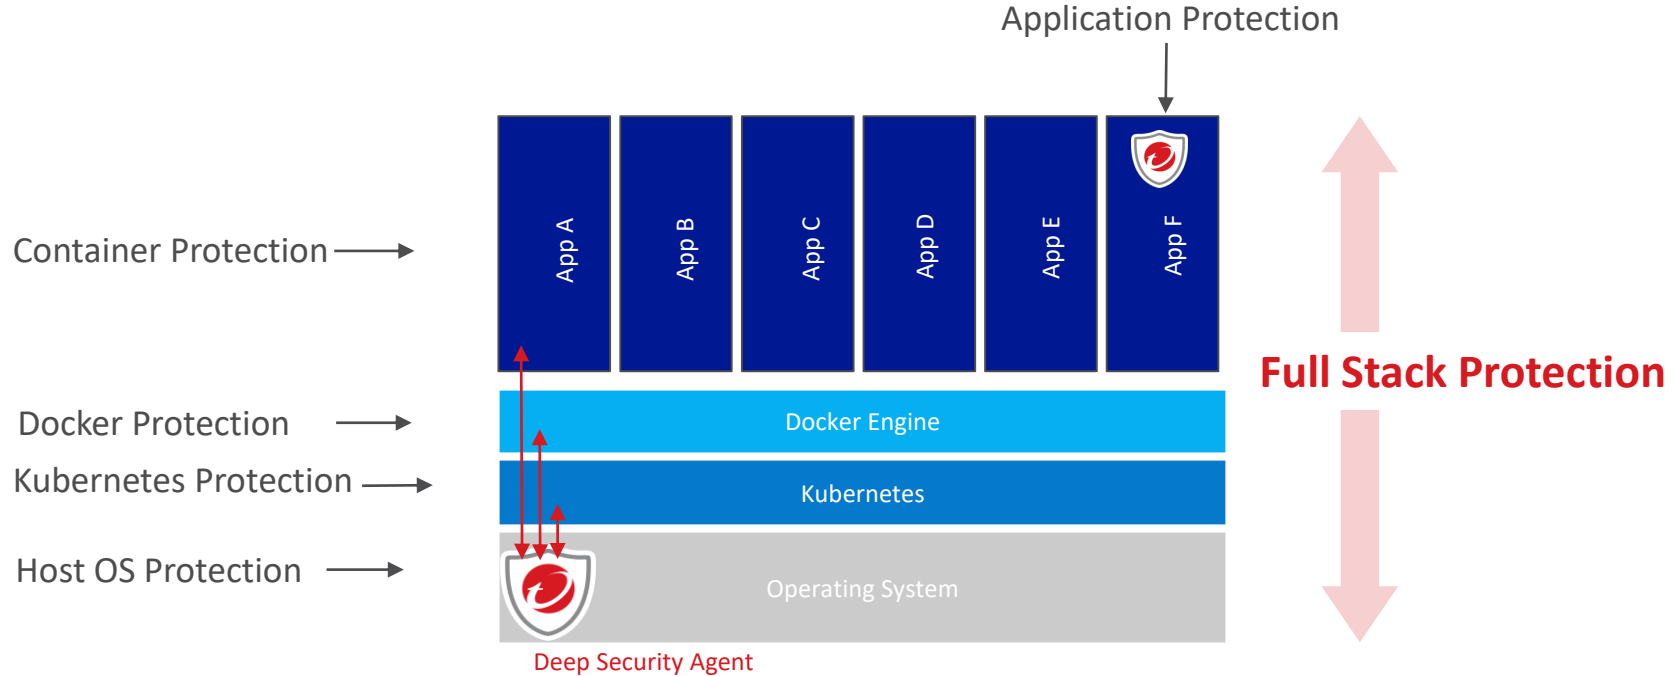 Application Protection
App A
App B
App C
App D
App E
App F
Container Protection
Full Stack Protection
Docker Protection
Docker Engine
Kubernetes Protection
Kubernetes
Host OS Protection
Operating System
Deep Security Agent